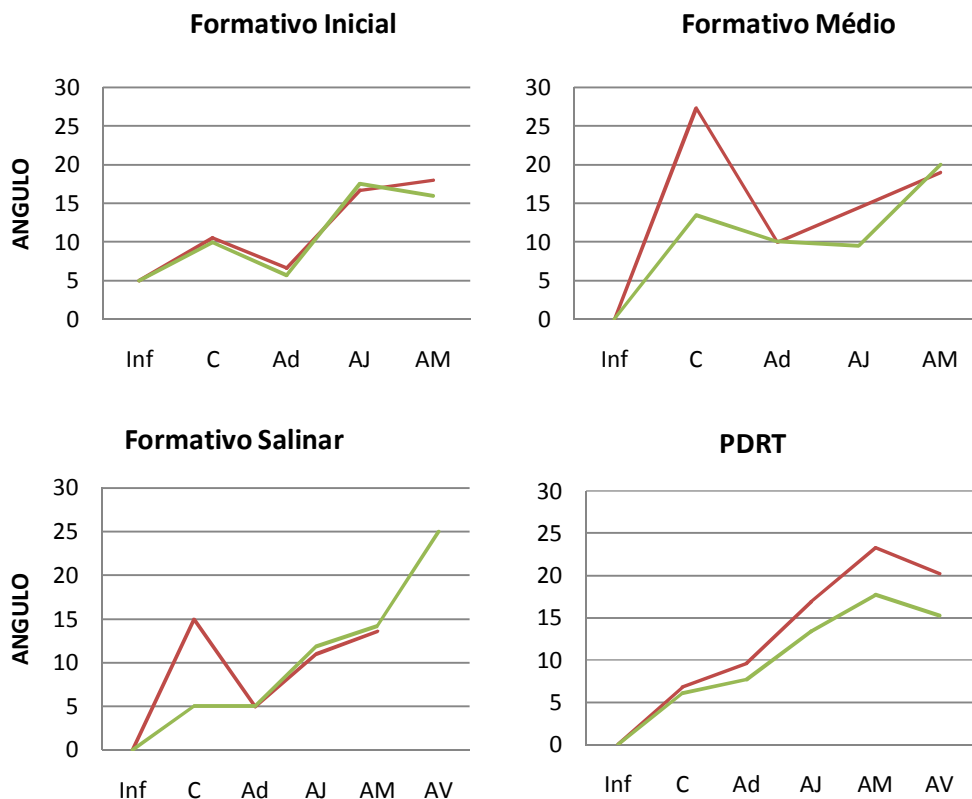 Formativo Inicial
ANGULO
30
25
20
15
10
5
0
Inf C Ad AJ AM
Formativo Médio
30
25
20
15
10
5
0
Inf C Ad AJ AM
Formativo Salinar
ANGULO
30
25
20
15
10
5
0
Inf C Ad AJ AM AV
PDRT
30
25
20
15
10
5
0
Inf C Ad AJ AM AV